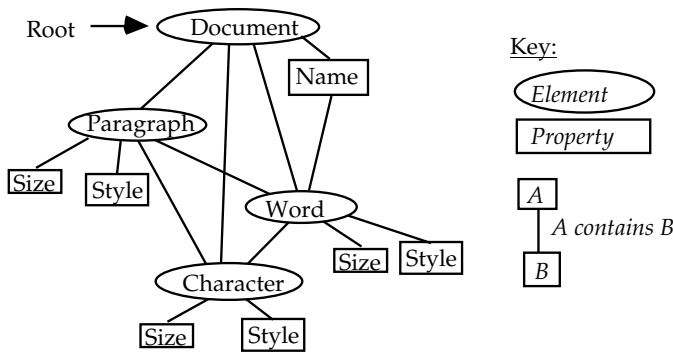 Root
Document
Name
Paragraph
Size
Style
Word
Size
Style
Character
Size
Style
Key:
Element
Property
A
A contains B
B